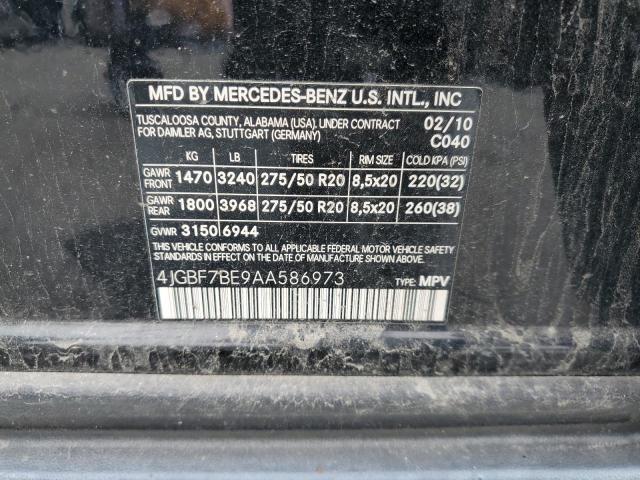 MFD BY MERCEDES-BENZ U.S. INTL., INC
TUSCALOOSA COUNTY, ALABAMA (USA), UNDER CONTRACT 02/10
FOR DAIMLER AG, STUTTGART (GERMANY) C040
KG LB TIRES RIM SIZE COLD KPA (PSI)
GAWR FRONT 1470 3240 275/50 R20 8,5x20 220(32)
GAWR REAR 1800 3968 275/50 R20 8,5x20 260(38)
GVWR 3150 6944
THIS VEHICLE CONFORMS TO ALL APPLICABLE FEDERAL MOTOR VEHICLE SAFETY
STANDARDS IN EFFECT ON THE DATE OF MANUFACTURE SHOWN ABOVE.
4JGBF7BE9AA586973 TYPE: MPV